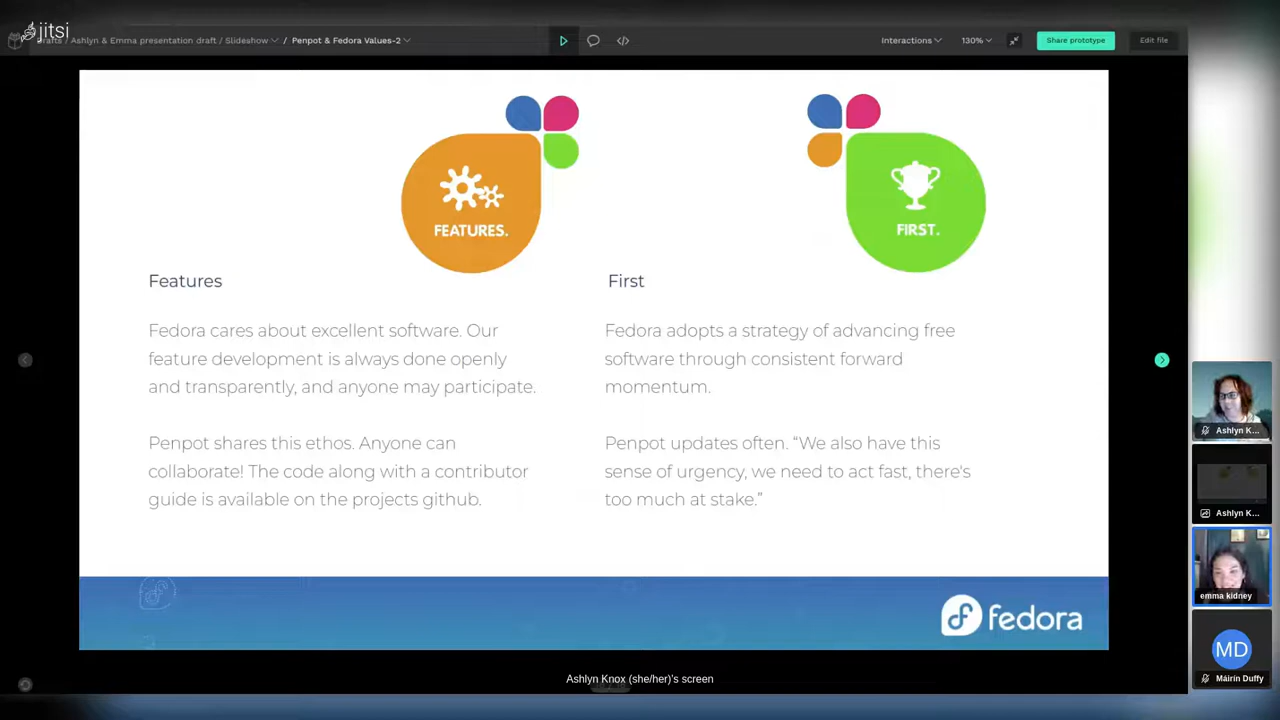 jitsi
Drafts / Ashlyn & Emma presentation draft / Slideshow / Penpot & Fedora Values-2
Interactions 130% Share prototype Edit file
FEATURES.
FIRST.
Features
Fedora cares about excellent software. Our
feature development is always done openly
and transparently, and anyone may participate.
Penpot shares this ethos. Anyone can
collaborate! The code along with a contributor
guide is available on the projects github.
First
Fedora adopts a strategy of advancing free
software through consistent forward
momentum.
Penpot updates often. “We also have this
sense of urgency, we need to act fast, there's
too much at stake.”
fedora
Ashlyn K...
Ashlyn K...
emma kidney
MD
Máirín Duffy
Ashlyn Knox (she/her)'s screen